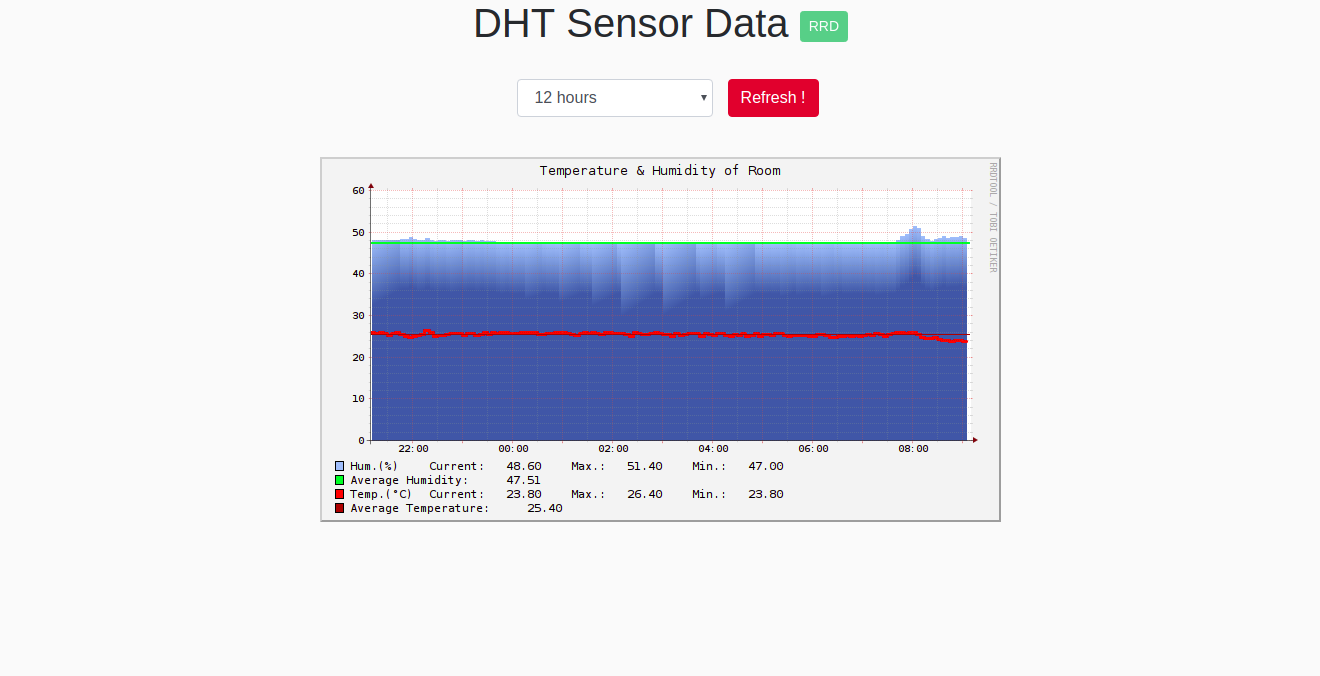 DHT Sensor Data RRD
12 hours Refresh !
Temperature & Humidity of Room
RRDTOOL / TOBI OETIKER
60
50
40
30
20
10
0
22:00 00:00 02:00 04:00 06:00 08:00
Hum.(%) Current: 48.60 Max.: 51.40 Min.: 47.00
Average Humidity: 47.51
Temp.(°C) Current: 23.80 Max.: 26.40 Min.: 23.80
Average Temperature: 25.40